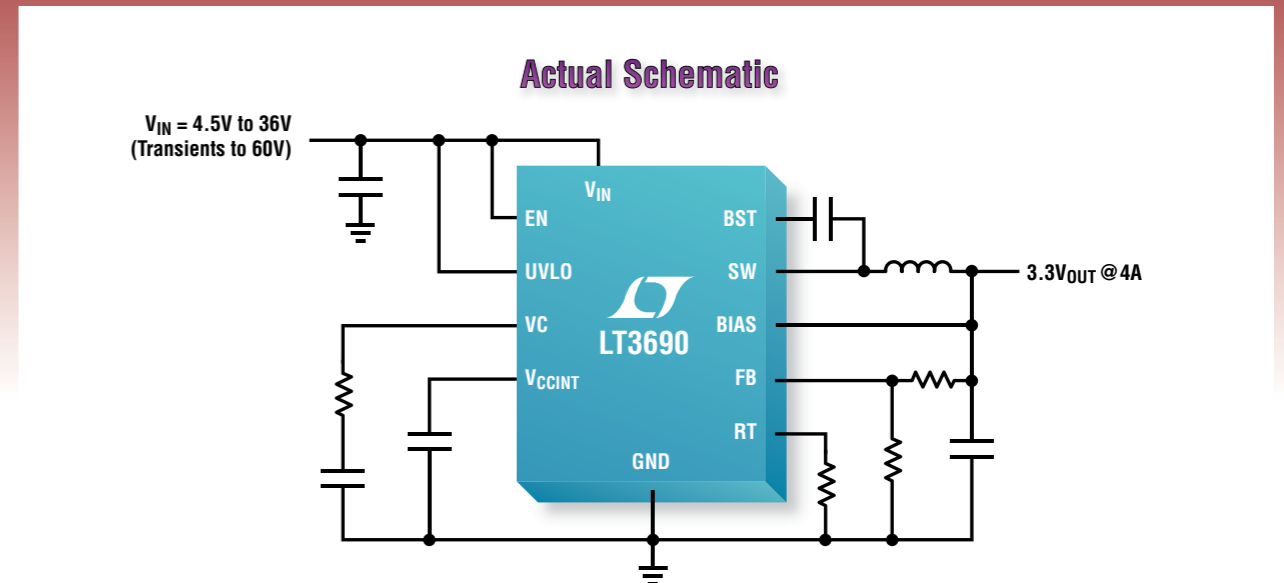 Actual Schematic
VIN = 4.5V to 36V
(Transients to 60V)
VIN
EN
BST
UVLO
SW
3.3VOUT @ 4A
VC
BIAS
LT3690
VCCINT
FB
RT
GND